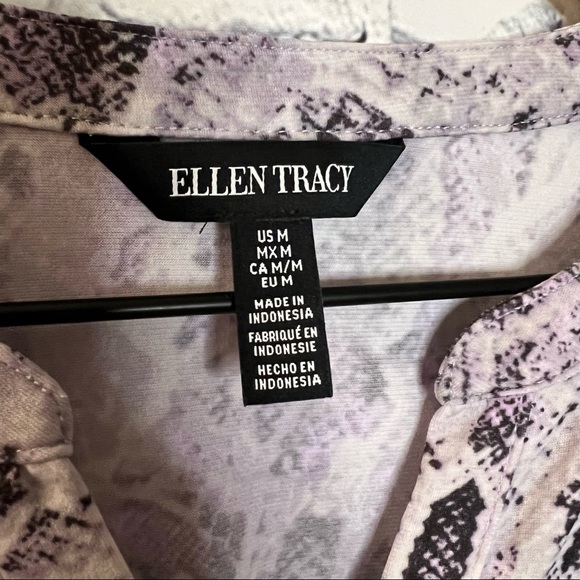 ELLEN TRACY
US M
MX M
CA M/M
EU M
MADE IN
INDONESIA
FABRIQUÉ EN
INDONESIE
HECHO EN
INDONESIA